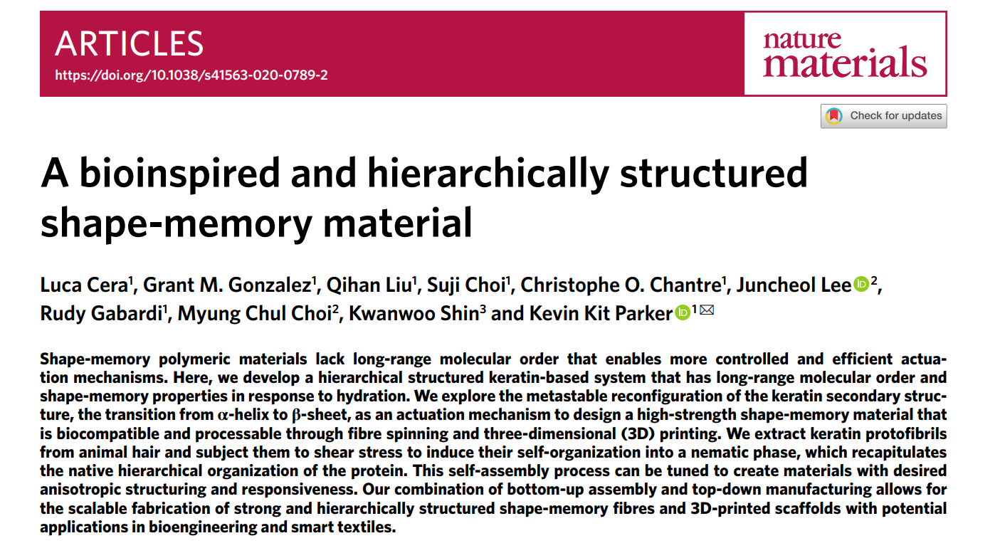 ARTICLES
https://doi.org/10.1038/s41563-020-0789-2
nature
materials
Check for updates
A bioinspired and hierarchically structured
shape-memory material
Luca Cera1, Grant M. Gonzalez1, Qihan Liu1, Suji Choi1, Christophe O. Chantre1, Juncheol Lee iD 2,
Rudy Gabardi1, Myung Chul Choi2, Kwanwoo Shin3 and Kevin Kit Parker iD 1✉
Shape-memory polymeric materials lack long-range molecular order that enables more controlled and efficient actua-
tion mechanisms. Here, we develop a hierarchical structured keratin-based system that has long-range molecular order and
shape-memory properties in response to hydration. We explore the metastable reconfiguration of the keratin secondary struc-
ture, the transition from α-helix to β-sheet, as an actuation mechanism to design a high-strength shape-memory material that
is biocompatible and processable through fibre spinning and three-dimensional (3D) printing. We extract keratin protofibrils
from animal hair and subject them to shear stress to induce their self-organization into a nematic phase, which recapitulates
the native hierarchical organization of the protein. This self-assembly process can be tuned to create materials with desired
anisotropic structuring and responsiveness. Our combination of bottom-up assembly and top-down manufacturing allows for
the scalable fabrication of strong and hierarchically structured shape-memory fibres and 3D-printed scaffolds with potential
applications in bioengineering and smart textiles.